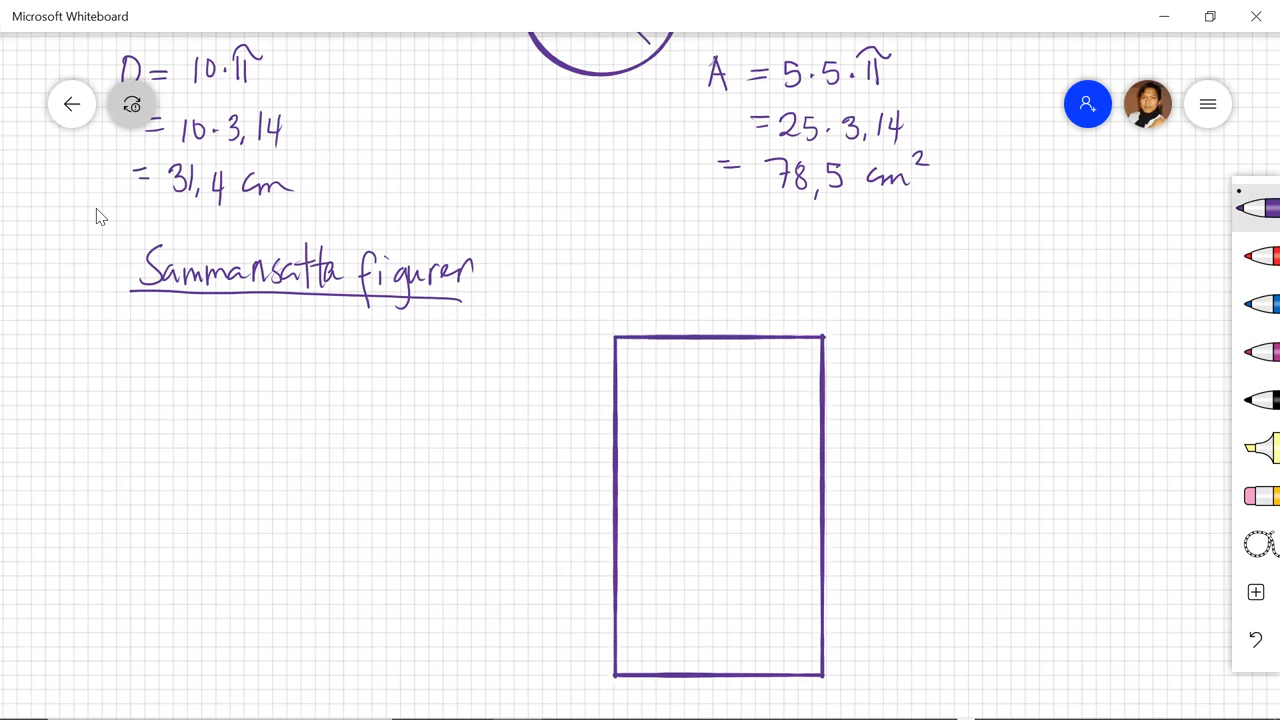 Microsoft Whiteboard
= 10·π
= 10·3,14
= 31,4 cm
A = 5·5·π
= 25·3,14
= 78,5 cm²
Sammansatta figurer